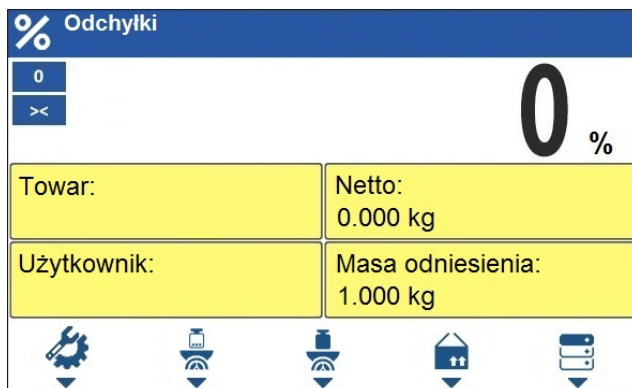 % Odchyłki
0
><
0 %
Towar:
Netto:
0.000 kg
Użytkownik:
Masa odniesienia:
1.000 kg